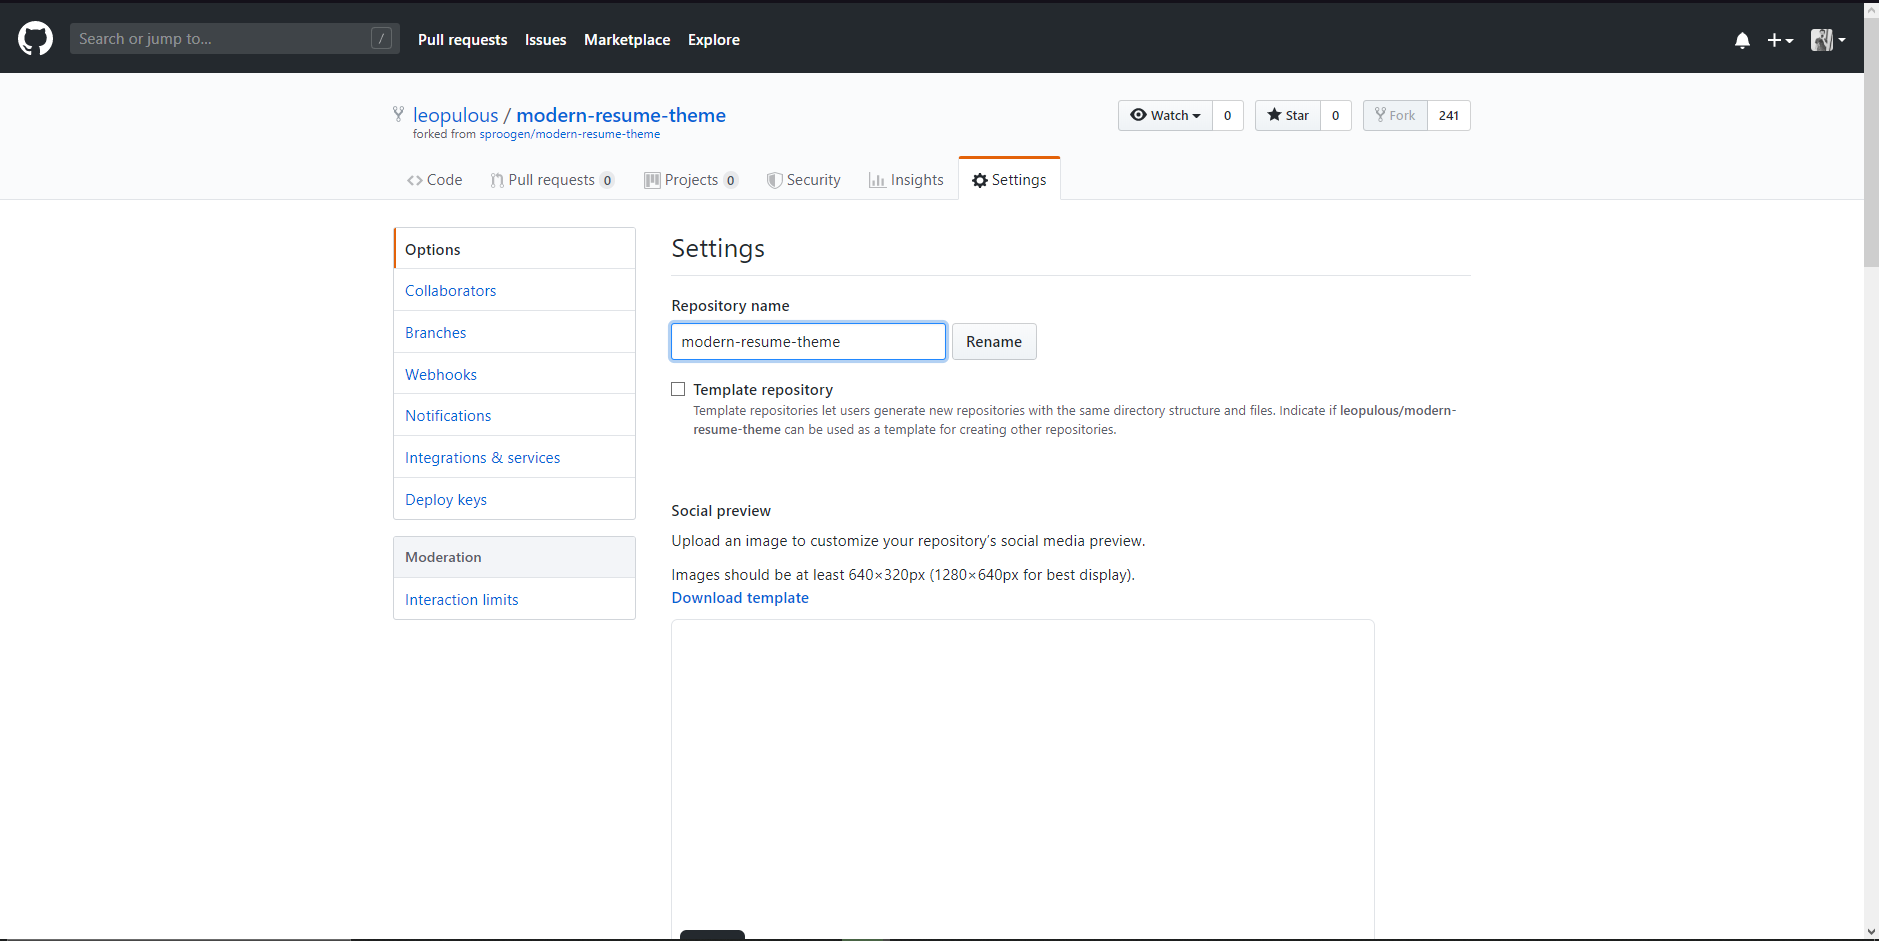 Search or jump to... /
Pull requests Issues Marketplace Explore
leopulous / modern-resume-theme
forked from sproogen/modern-resume-theme
Watch 0 Star 0 Fork 241
Code Pull requests 0 Projects 0 Security Insights Settings
Options
Collaborators
Branches
Webhooks
Notifications
Integrations & services
Deploy keys
Moderation
Interaction limits
Settings
Repository name
modern-resume-theme Rename
Template repository
Template repositories let users generate new repositories with the same directory structure and files. Indicate if leopulous/modern-
resume-theme can be used as a template for creating other repositories.
Social preview
Upload an image to customize your repository’s social media preview.
Images should be at least 640×320px (1280×640px for best display).
Download template